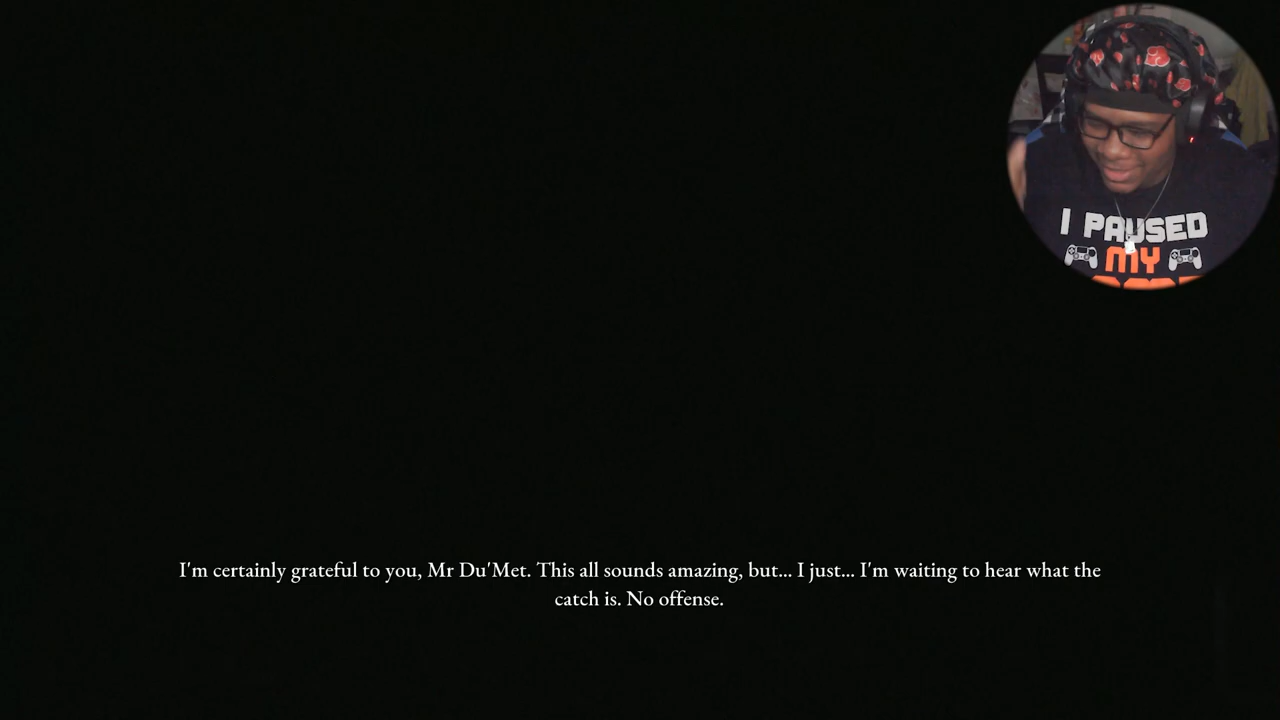 I PAUSED
MY
I'm certainly grateful to you, Mr Du'Met. This all sounds amazing, but... I just... I'm waiting to hear what the
catch is. No offense.